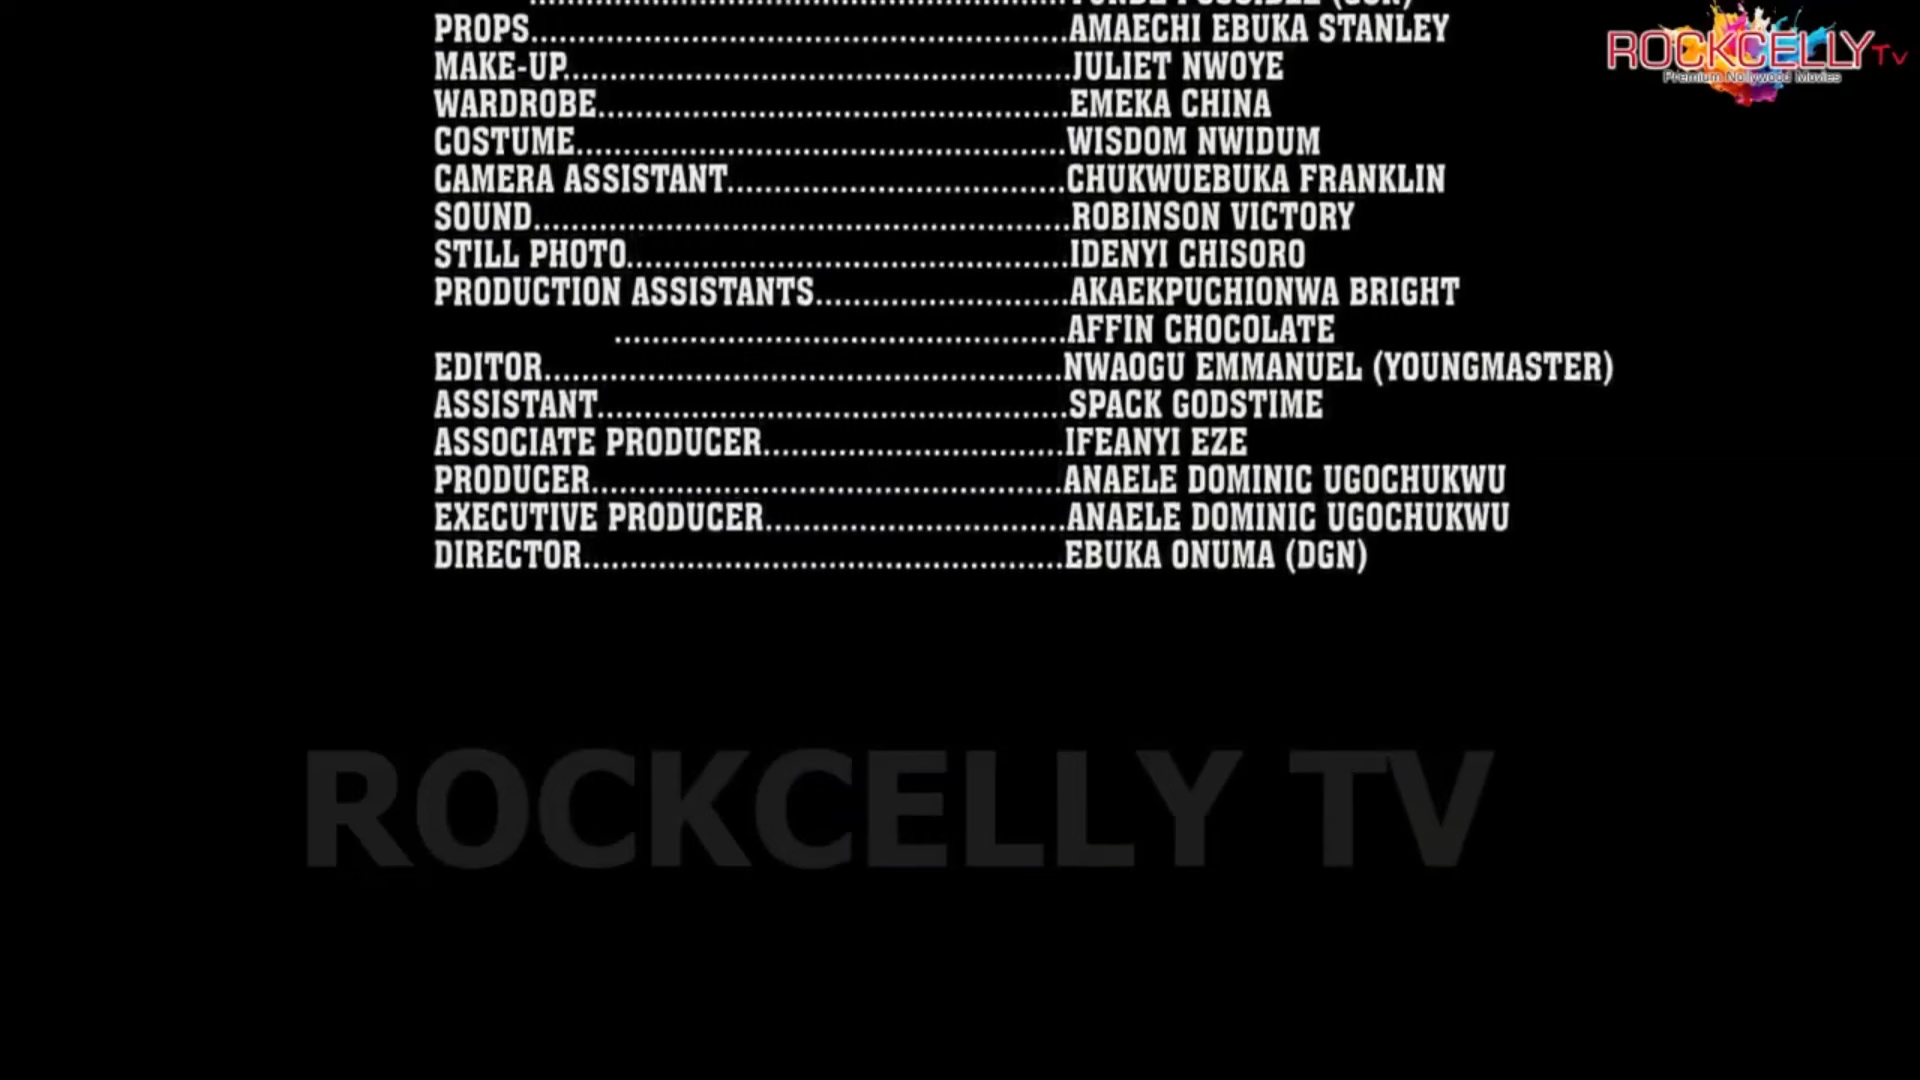 PROPS.........................................................AMAECHI EBUKA STANLEY
MAKE-UP......................................................JULIET NWOYE
WARDROBE..................................................EMEKA CHINA
COSTUME....................................................WISDOM NWIDUM
CAMERA ASSISTANT....................................CHUKWUEBUKA FRANKLIN
SOUND.........................................................ROBINSON VICTORY
STILL PHOTO...............................................IDENYI CHISORO
PRODUCTION ASSISTANTS...........................AKAEKPUCHIONWA BRIGHT
................................................AFFIN CHOCOLATE
EDITOR.......................................................NWAOGU EMMANUEL (YOUNGMASTER)
ASSISTANT..................................................SPACK GODSTIME
ASSOCIATE PRODUCER................................IFEANYI EZE
PRODUCER..................................................ANAELE DOMINIC UGOCHUKWU
EXECUTIVE PRODUCER................................ANAELE DOMINIC UGOCHUKWU
DIRECTOR...................................................EBUKA ONUMA (DGN)
ROCKCELLY TV
Premium Nollywood Movies
ROCKCELLY TV